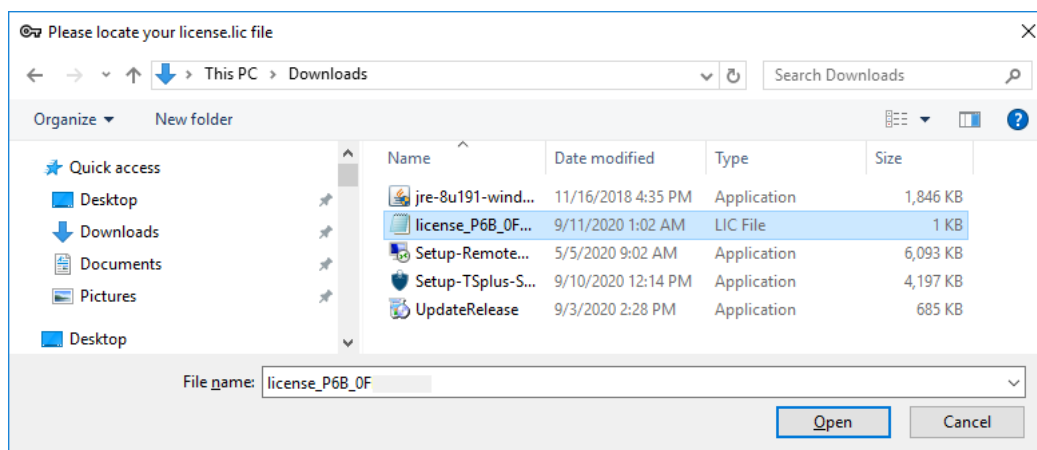 Please locate your license.lic file
This PC > Downloads
Search Downloads
Organize
New folder
Quick access
Desktop
Downloads
Documents
Pictures
Desktop
Name Date modified Type Size
jre-8u191-wind... 11/16/2018 4:35 PM Application 1,846 KB
license_P6B_0F... 9/11/2020 1:02 AM LIC File 1 KB
Setup-Remote... 5/5/2020 9:02 AM Application 6,093 KB
Setup-TSplus-S... 9/10/2020 12:14 PM Application 4,197 KB
UpdateRelease 9/3/2020 2:28 PM Application 685 KB
File name: license_P6B_0F
Open Cancel